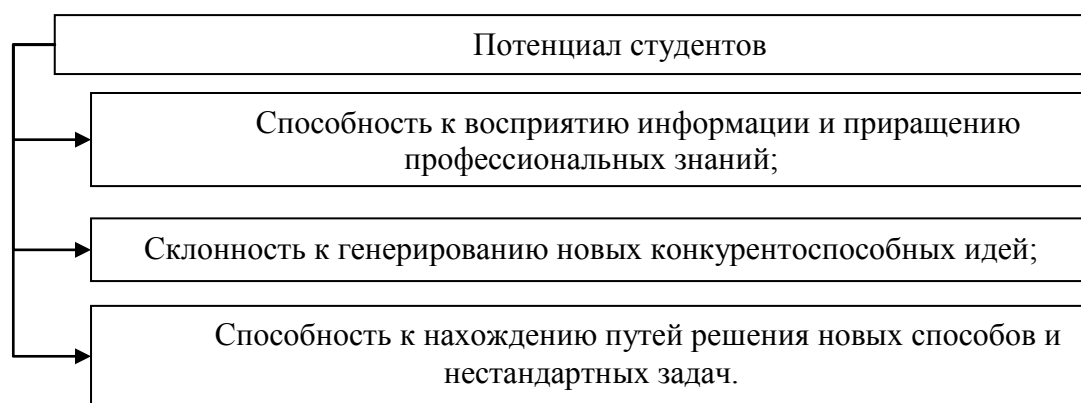 Потенциал студентов
Способность к восприятию информации и приращению
профессиональных знаний;
Склонность к генерированию новых конкурентоспособных идей;
Способность к нахождению путей решения новых способов и
нестандартных задач.